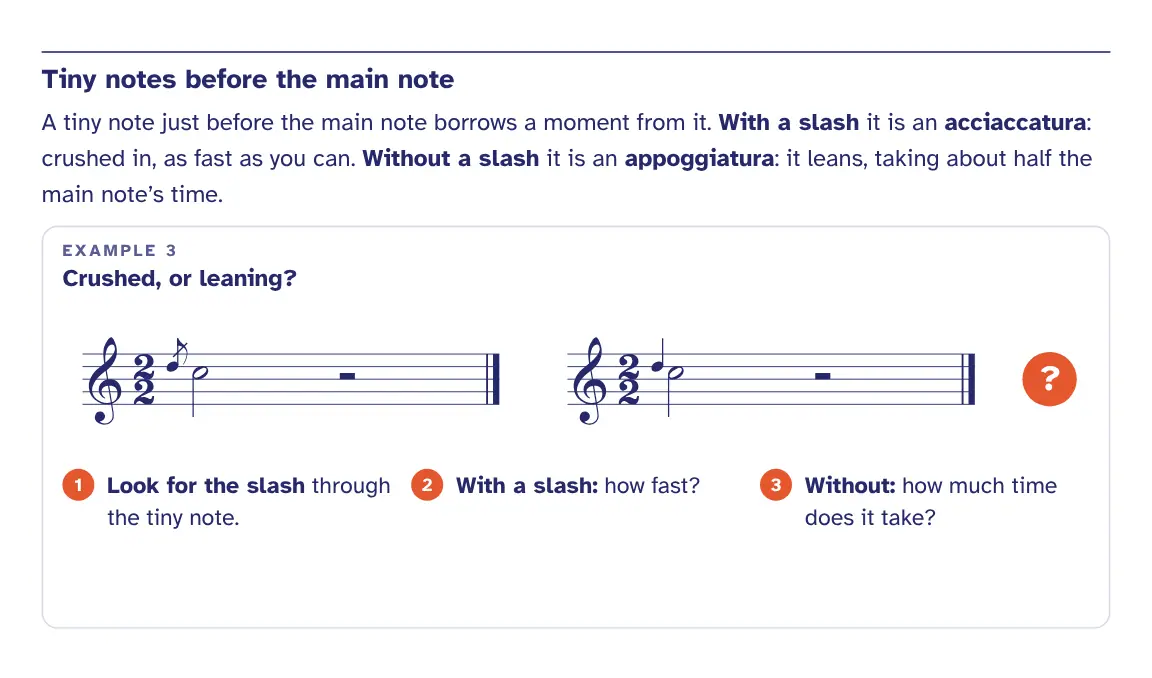 Tiny notes before the main note
A tiny note just before the main note borrows a moment from it. With a slash it is an acciaccatura:
crushed in, as fast as you can. Without a slash it is an appoggiatura: it leans, taking about half the
main note’s time.
EXAMPLE 3
Crushed, or leaning?
2 2
2 2
?
1 Look for the slash through
the tiny note.
2 With a slash: how fast?
3 Without: how much time
does it take?